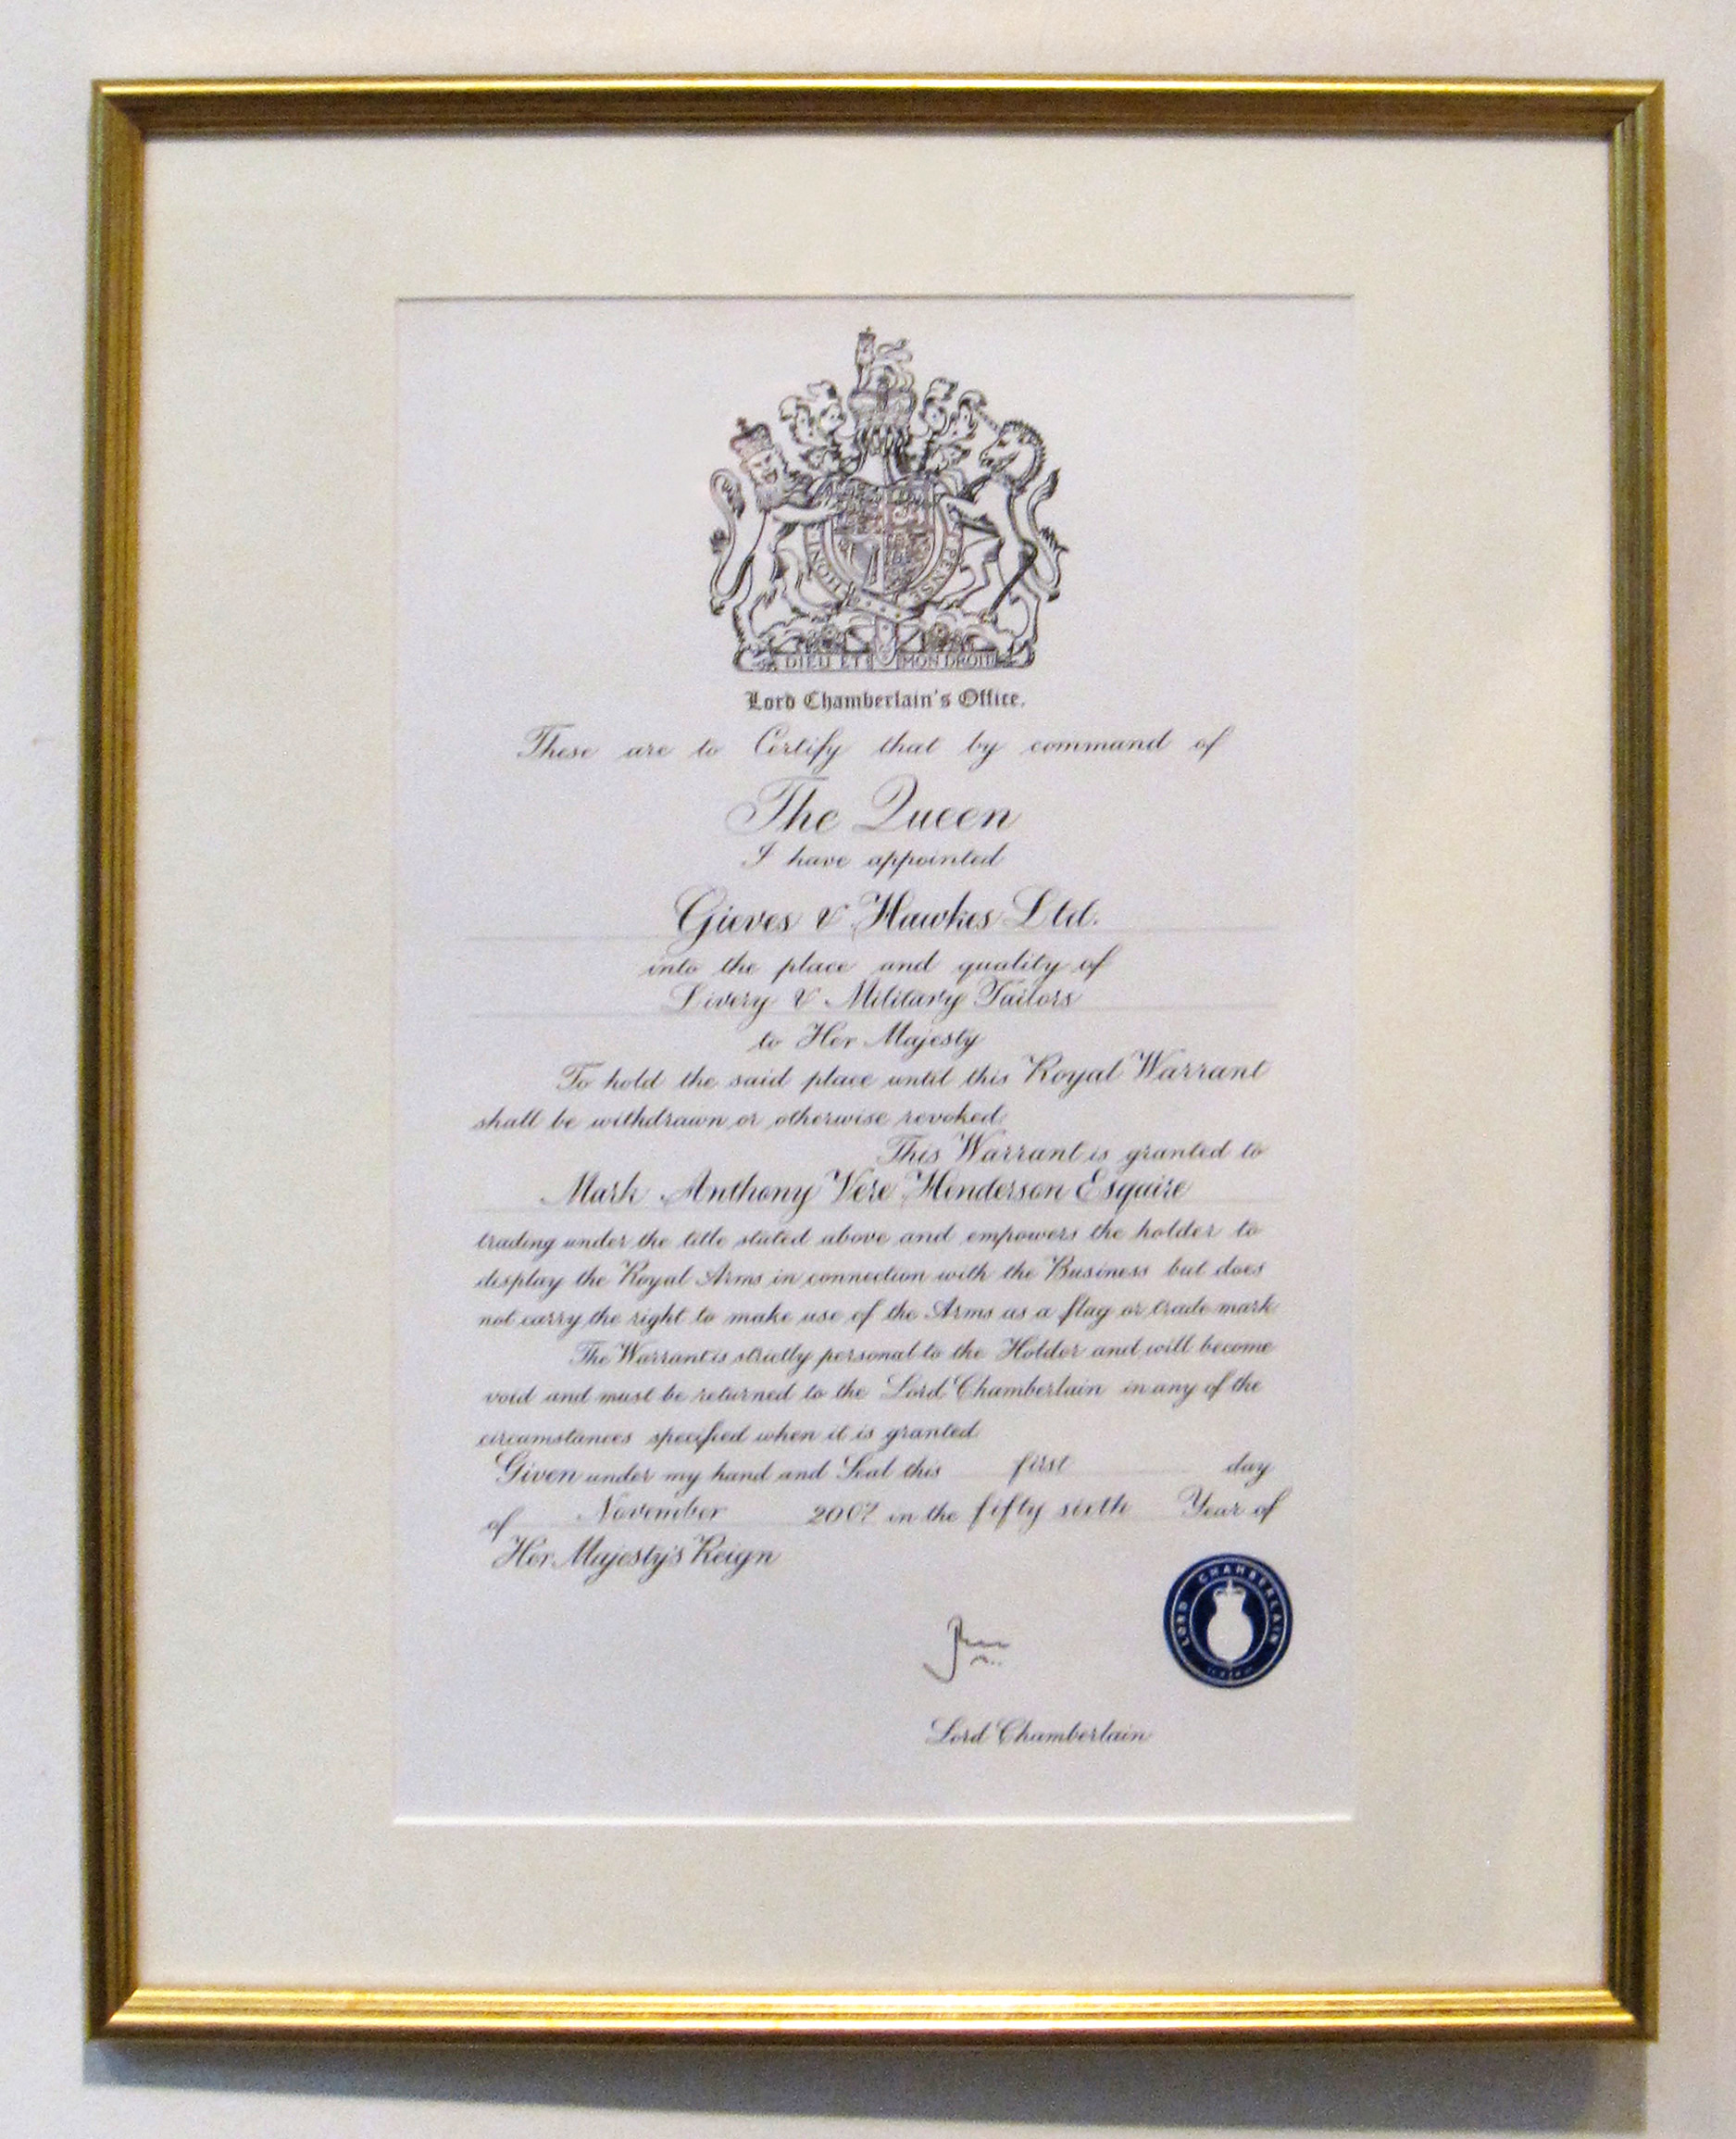 HONI
PENSE
DIEU ET MON DROIT
Lord Chamberlain's Office.
These are to Certify that by command of
The Queen
I have appointed
Gieves & Hawkes Ltd.
into the place and quality of
Livery & Military Tailors
to Her Majesty
To hold the said place until this Royal Warrant
shall be withdrawn or otherwise revoked.
This Warrant is granted to
Mark Anthony Vere Henderson Esquire
trading under the title stated above and empowers the holder to
display the Royal Arms in connection with the Business but does
not carry the right to make use of the Arms as a flag or trade mark
The Warrant is strictly personal to the Holder and will become
void and must be returned to the Lord Chamberlain in any of the
circumstances specified when it is granted.
Given under my hand and Seal this first day
of November 2007 in the fifty sixth Year of
Her Majesty's Reign
LORD CHAMBERLAIN
Lord Chamberlain